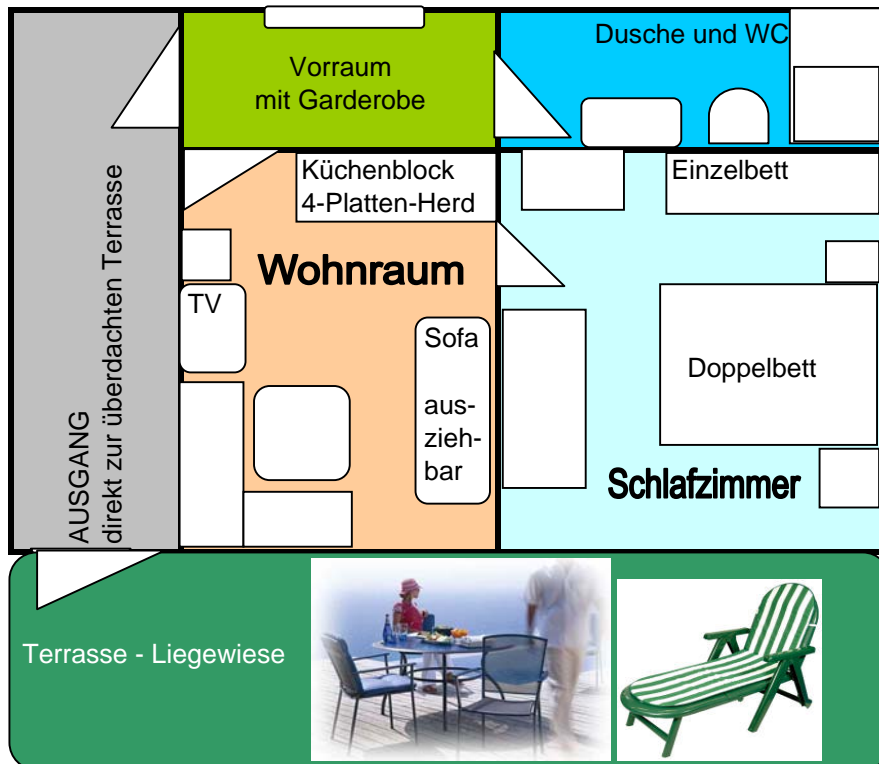 Vorraum
mit Garderobe
Dusche und WC
AUSGANG
direkt zur überdachten Terrasse
Küchenblock
4-Platten-Herd
Einzelbett
Wohnraum
TV
Sofa
aus-
zieh-
bar
Doppelbett
Schlafzimmer
Terrasse - Liegewiese